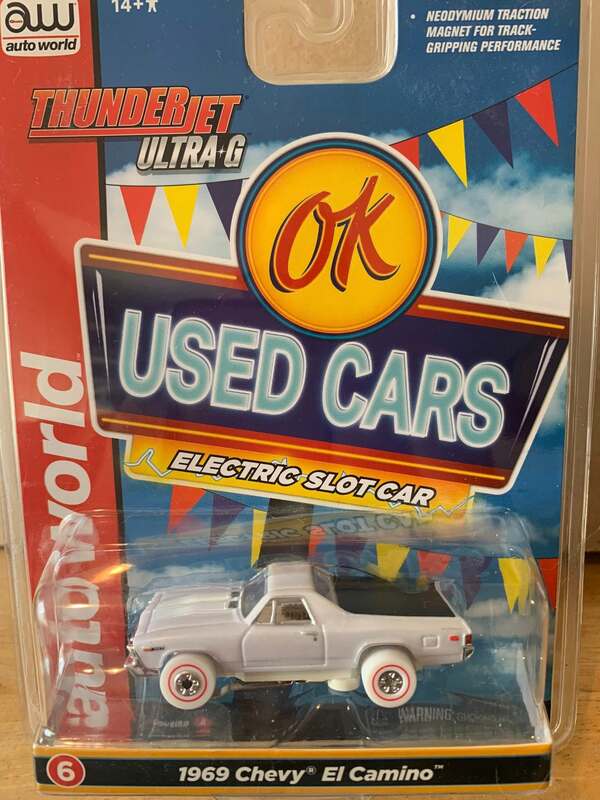 aw
auto world
14+
• NEODYMIUM TRACTION
MAGNET FOR TRACK-
GRIPPING PERFORMANCE
THUNDERJET
ULTRA-G
OK
USED CARS
ELECTRIC SLOT CAR
auto world
WARNING:
6
1969 Chevy® El Camino™